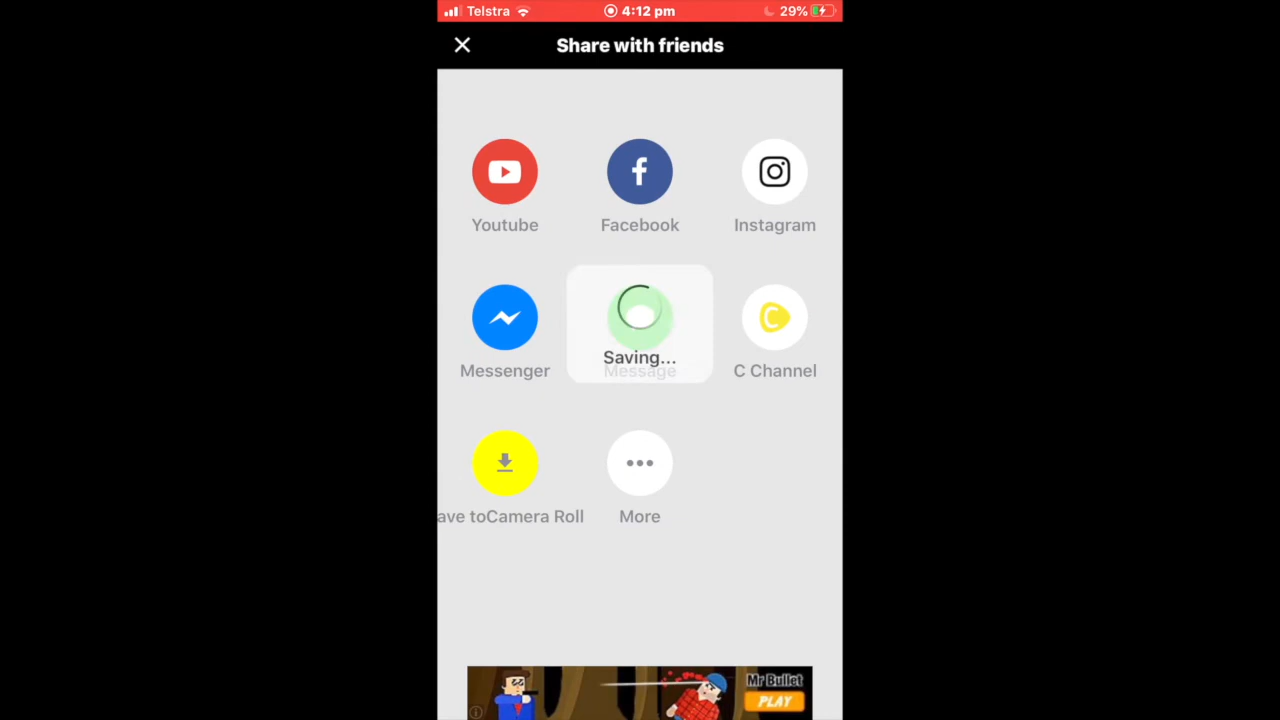 Telstra 4:12 pm 29%
Share with friends
Youtube Facebook Instagram
Saving...
Messenger Message C Channel
ave toCamera Roll More
Mr Bullet
PLAY